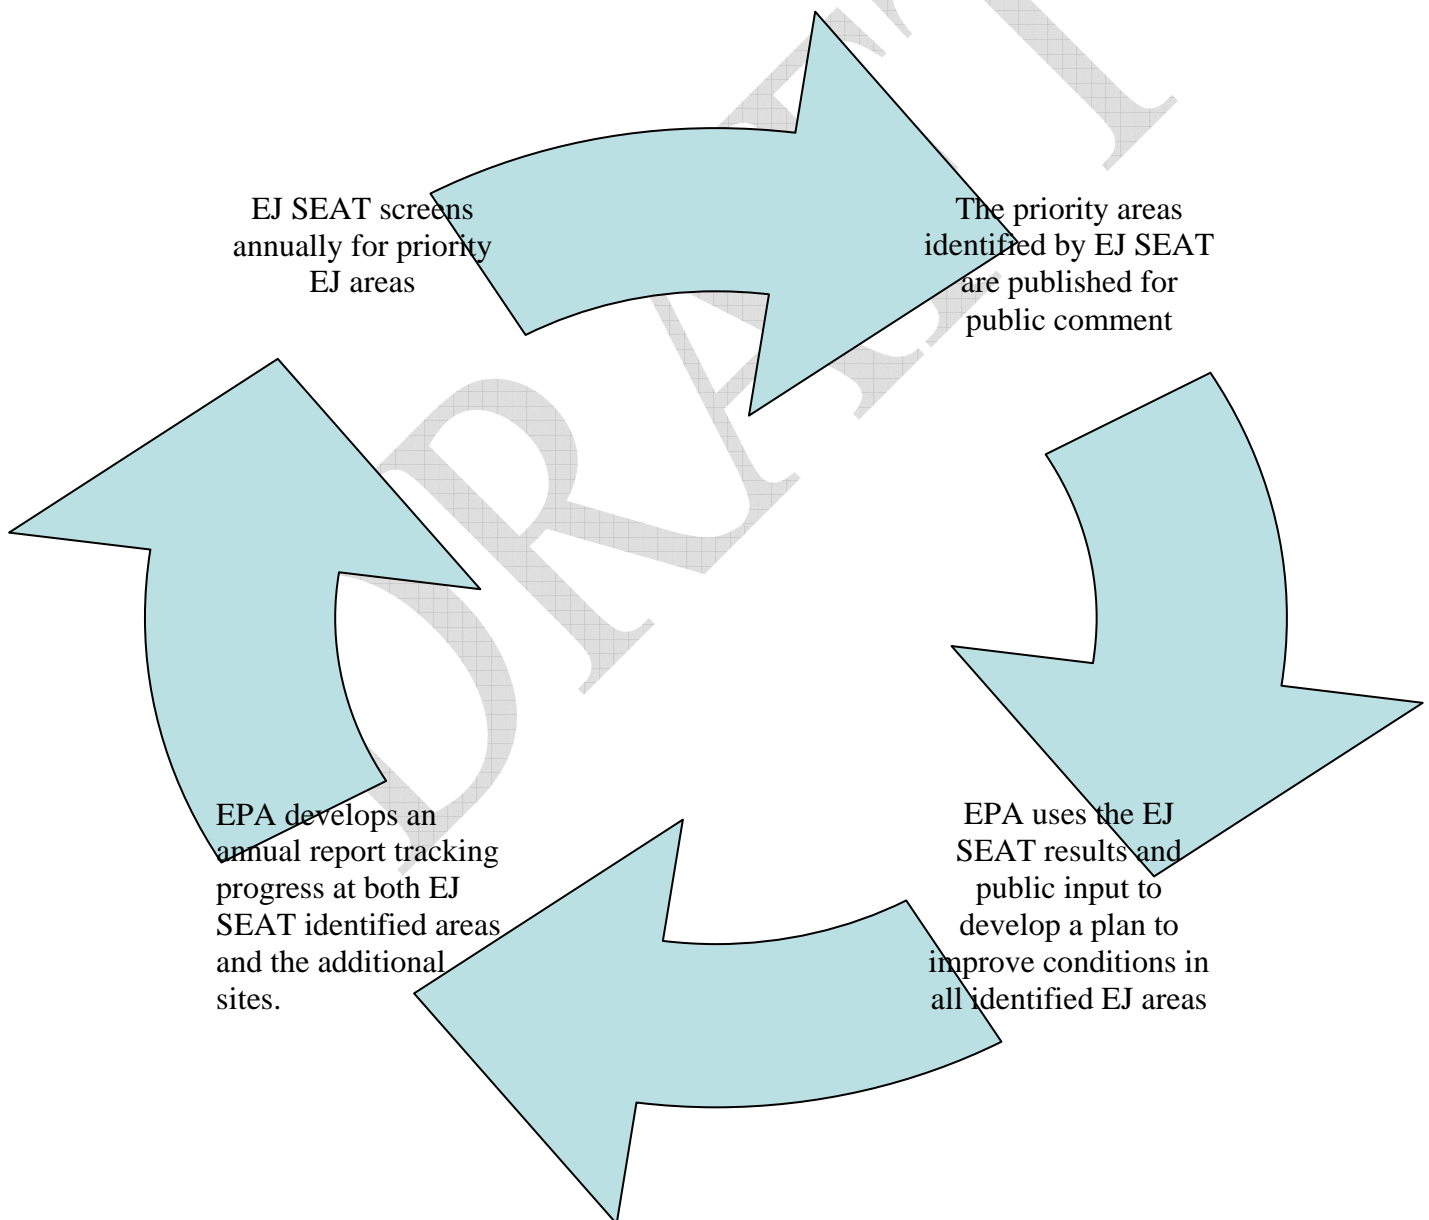 DRAFT
EJ SEAT screens
annually for priority
EJ areas
The priority areas
identified by EJ SEAT
are published for
public comment
EPA uses the EJ
SEAT results and
public input to
develop a plan to
improve conditions in
all identified EJ areas
EPA develops an
annual report tracking
progress at both EJ
SEAT identified areas
and the additional
sites.